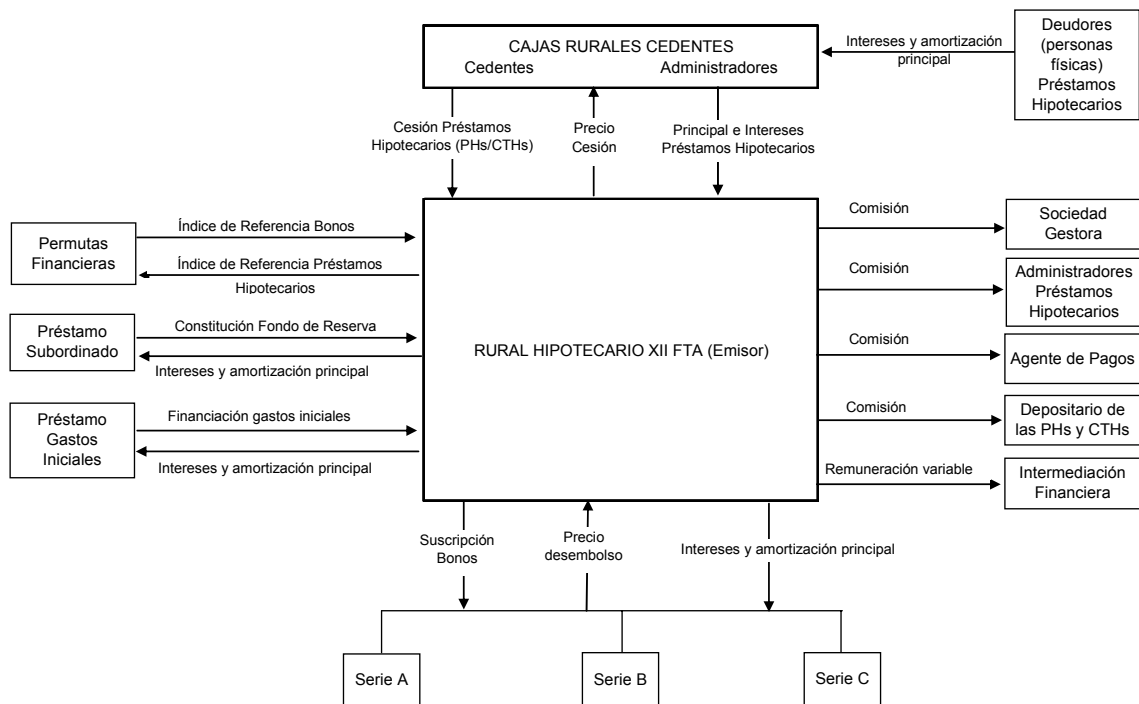 CAJAS RURALES CEDENTES
Cedentes Administradores
Intereses y amortización
principal
Deudores
(personas
físicas)
Préstamos
Hipotecarios
Cesión Préstamos
Hipotecarios (PHs/CTHs)
Precio
Cesión
Principal e Intereses
Préstamos Hipotecarios
Permutas
Financieras
Índice de Referencia Bonos
Índice de Referencia Préstamos
Hipotecarios
Préstamo
Subordinado
Constitución Fondo de Reserva
Intereses y amortización principal
Préstamo
Gastos
Iniciales
Financiación gastos iniciales
Intereses y amortización principal
RURAL HIPOTECARIO XII FTA (Emisor)
Comisión
Sociedad
Gestora
Comisión
Administradores
Préstamos
Hipotecarios
Comisión
Agente de Pagos
Comisión
Depositario de
las PHs y CTHs
Remuneración variable
Intermediación
Financiera
Suscripción
Bonos
Precio
desembolso
Intereses y amortización principal
Serie A
Serie B
Serie C